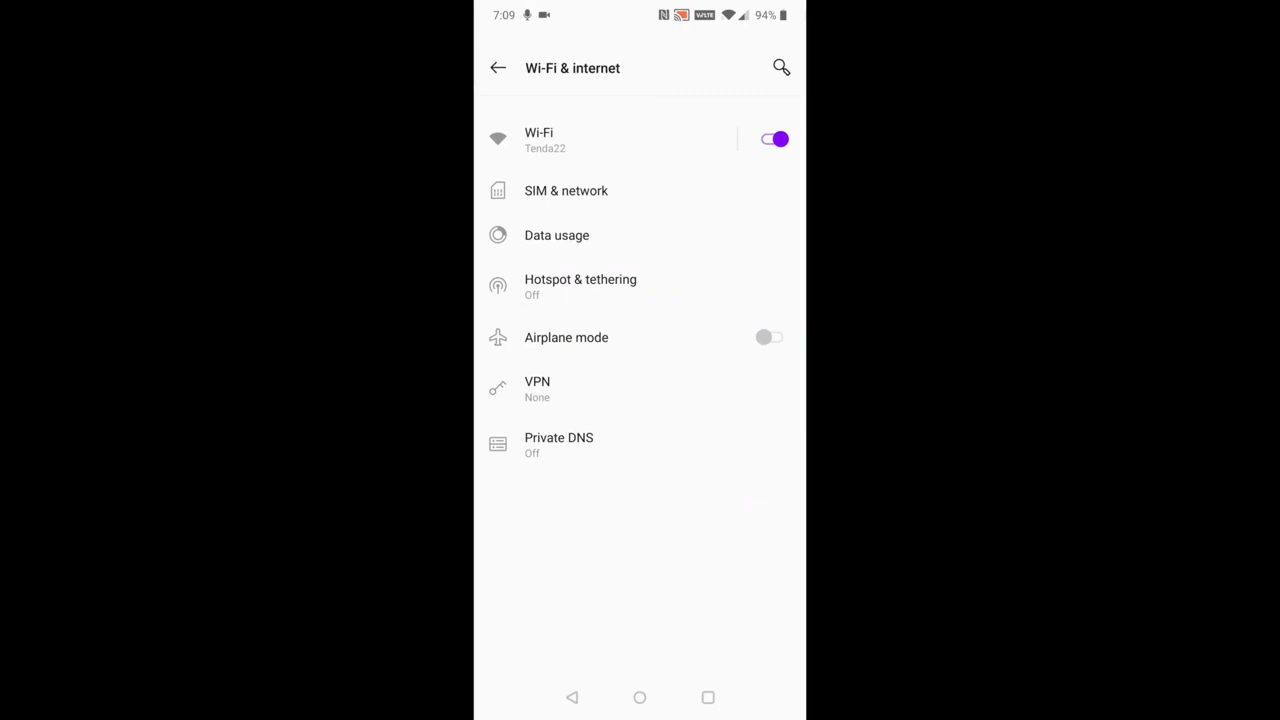 7:09 VoLTE 94%
Wi-Fi & internet
Wi-Fi
Tenda22
SIM & network
Data usage
Hotspot & tethering
Off
Airplane mode
VPN
None
Private DNS
Off